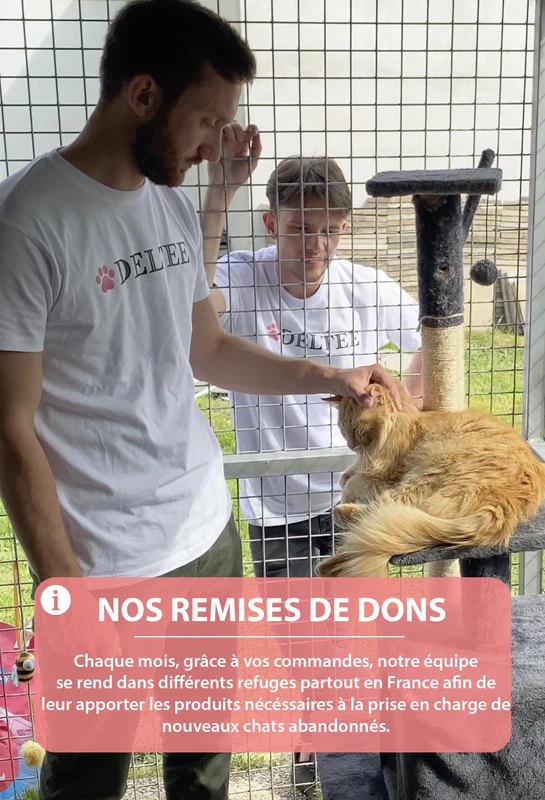 DELTEE
DELTEE
i
NOS REMISES DE DONS
Chaque mois, grâce à vos commandes, notre équipe
se rend dans différents refuges partout en France afin de
leur apporter les produits nécéssaires à la prise en charge de
nouveaux chats abandonnés.